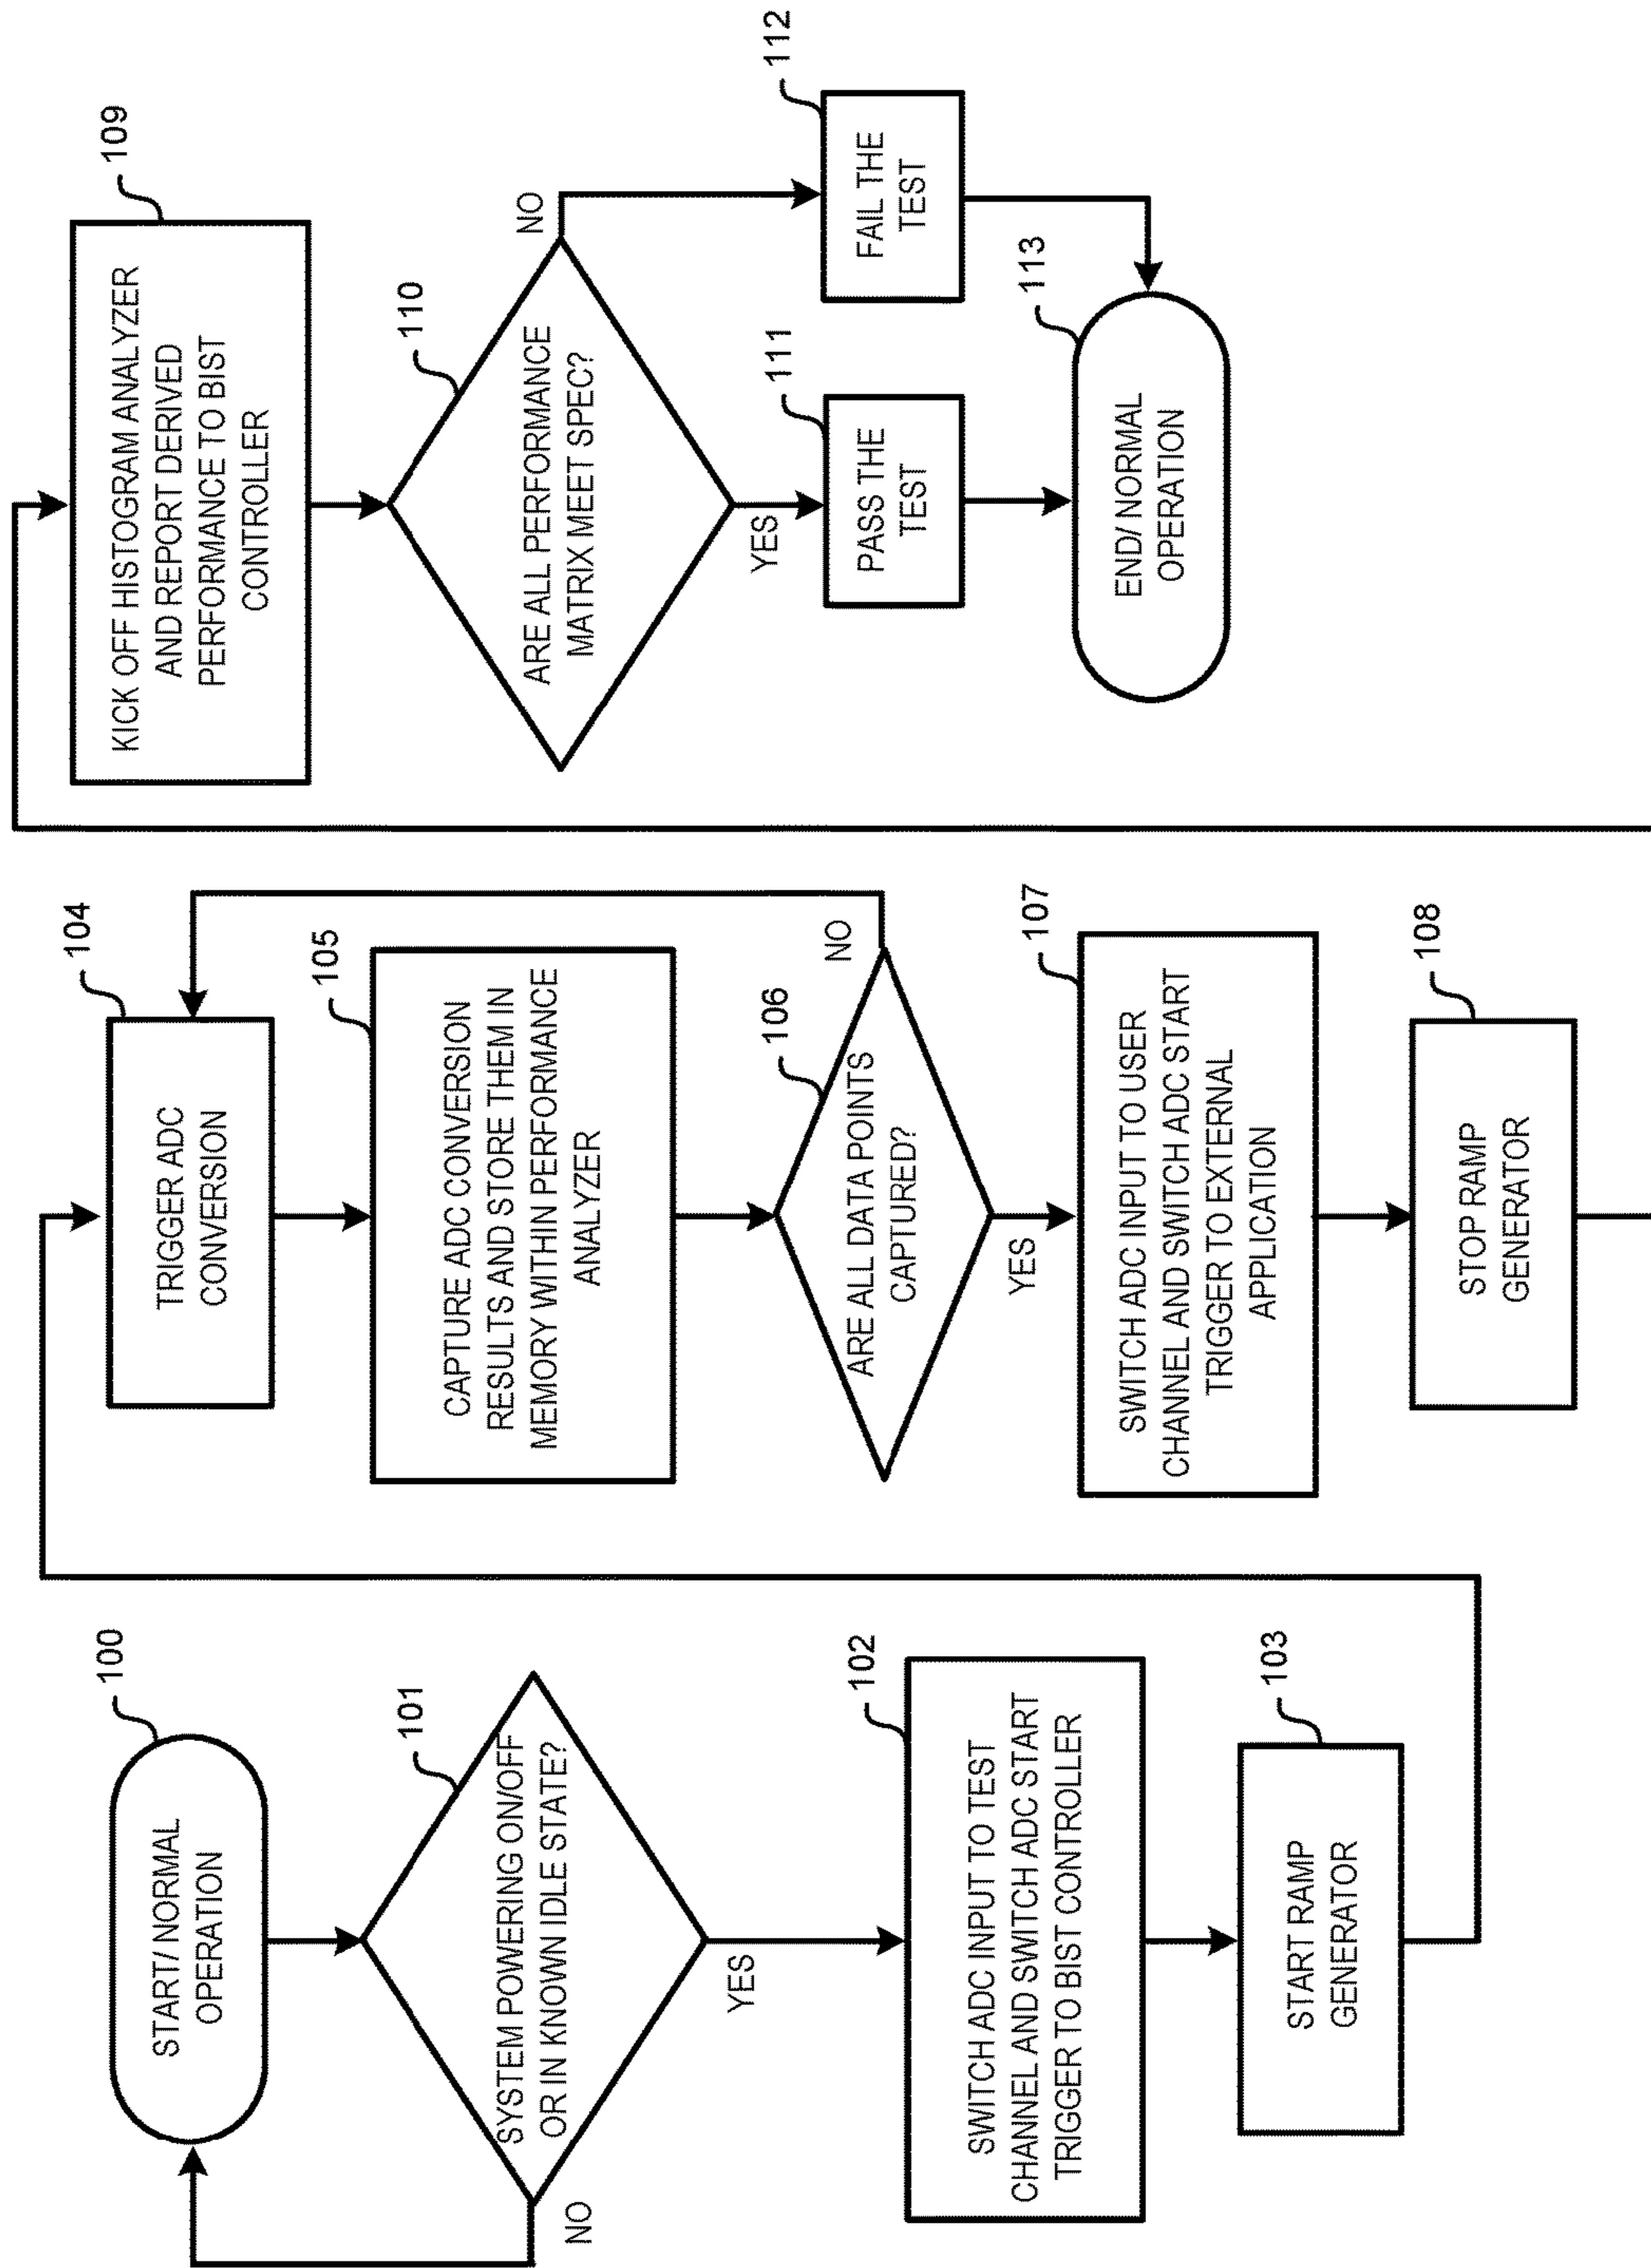 100
START/ NORMAL
OPERATION
101
SYSTEM POWERING ON/OFF
OR IN KNOWN IDLE STATE?
NO
YES
102
SWITCH ADC INPUT TO TEST
CHANNEL AND SWITCH ADC START
TRIGGER TO BIST CONTROLLER
103
START RAMP
GENERATOR
104
TRIGGER ADC
CONVERSION
105
CAPTURE ADC CONVERSION
RESULTS AND STORE THEM IN
MEMORY WITHIN PERFORMANCE
ANALYZER
106
ARE ALL DATA POINTS
CAPTURED?
NO
YES
107
SWITCH ADC INPUT TO USER
CHANNEL AND SWITCH ADC START
TRIGGER TO EXTERNAL
APPLICATION
108
STOP RAMP
GENERATOR
109
KICK OFF HISTOGRAM ANALYZER
AND REPORT DERIVED
PERFORMANCE TO BIST
CONTROLLER
110
ARE ALL PERFORMANCE
MATRIX MEET SPEC?
NO
YES
111
PASS THE
TEST
112
FAIL THE
TEST
113
END/ NORMAL
OPERATION